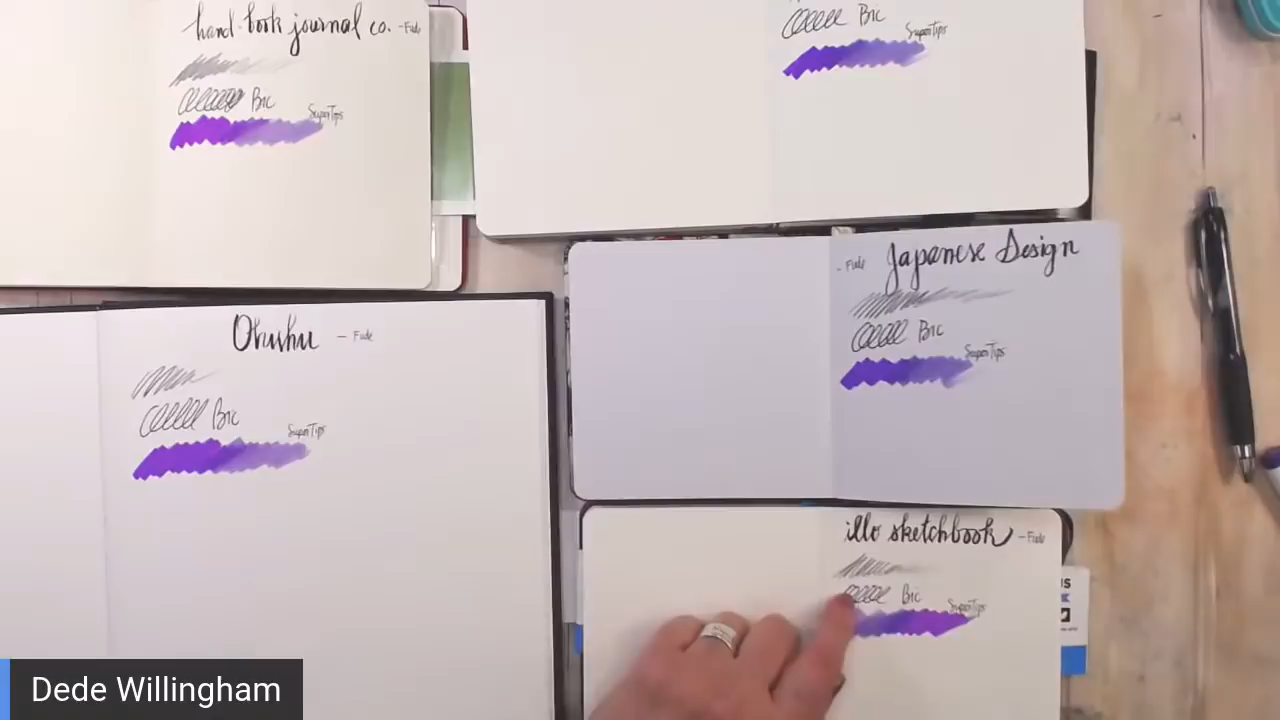 hand·book journal co. - Fude
Bic
SuperTips
Bic
SuperTips
- Fude Japanese Design
Bic
SuperTips
Ohuhu - Fude
Bic
SuperTips
illo sketchbook - Fude
Bic
SuperTips
Dede Willingham